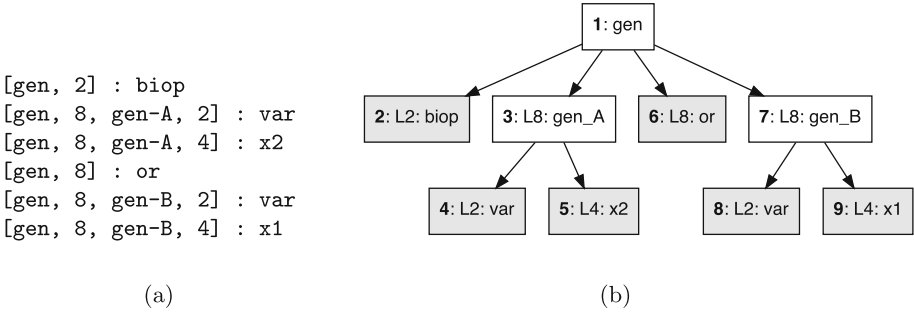 [gen, 2] : biop
[gen, 8, gen-A, 2] : var
[gen, 8, gen-A, 4] : x2
[gen, 8] : or
[gen, 8, gen-B, 2] : var
[gen, 8, gen-B, 4] : x1
(a)
1: gen
2: L2: biop
3: L8: gen_A
6: L8: or
7: L8: gen_B
4: L2: var
5: L4: x2
8: L2: var
9: L4: x1
(b)